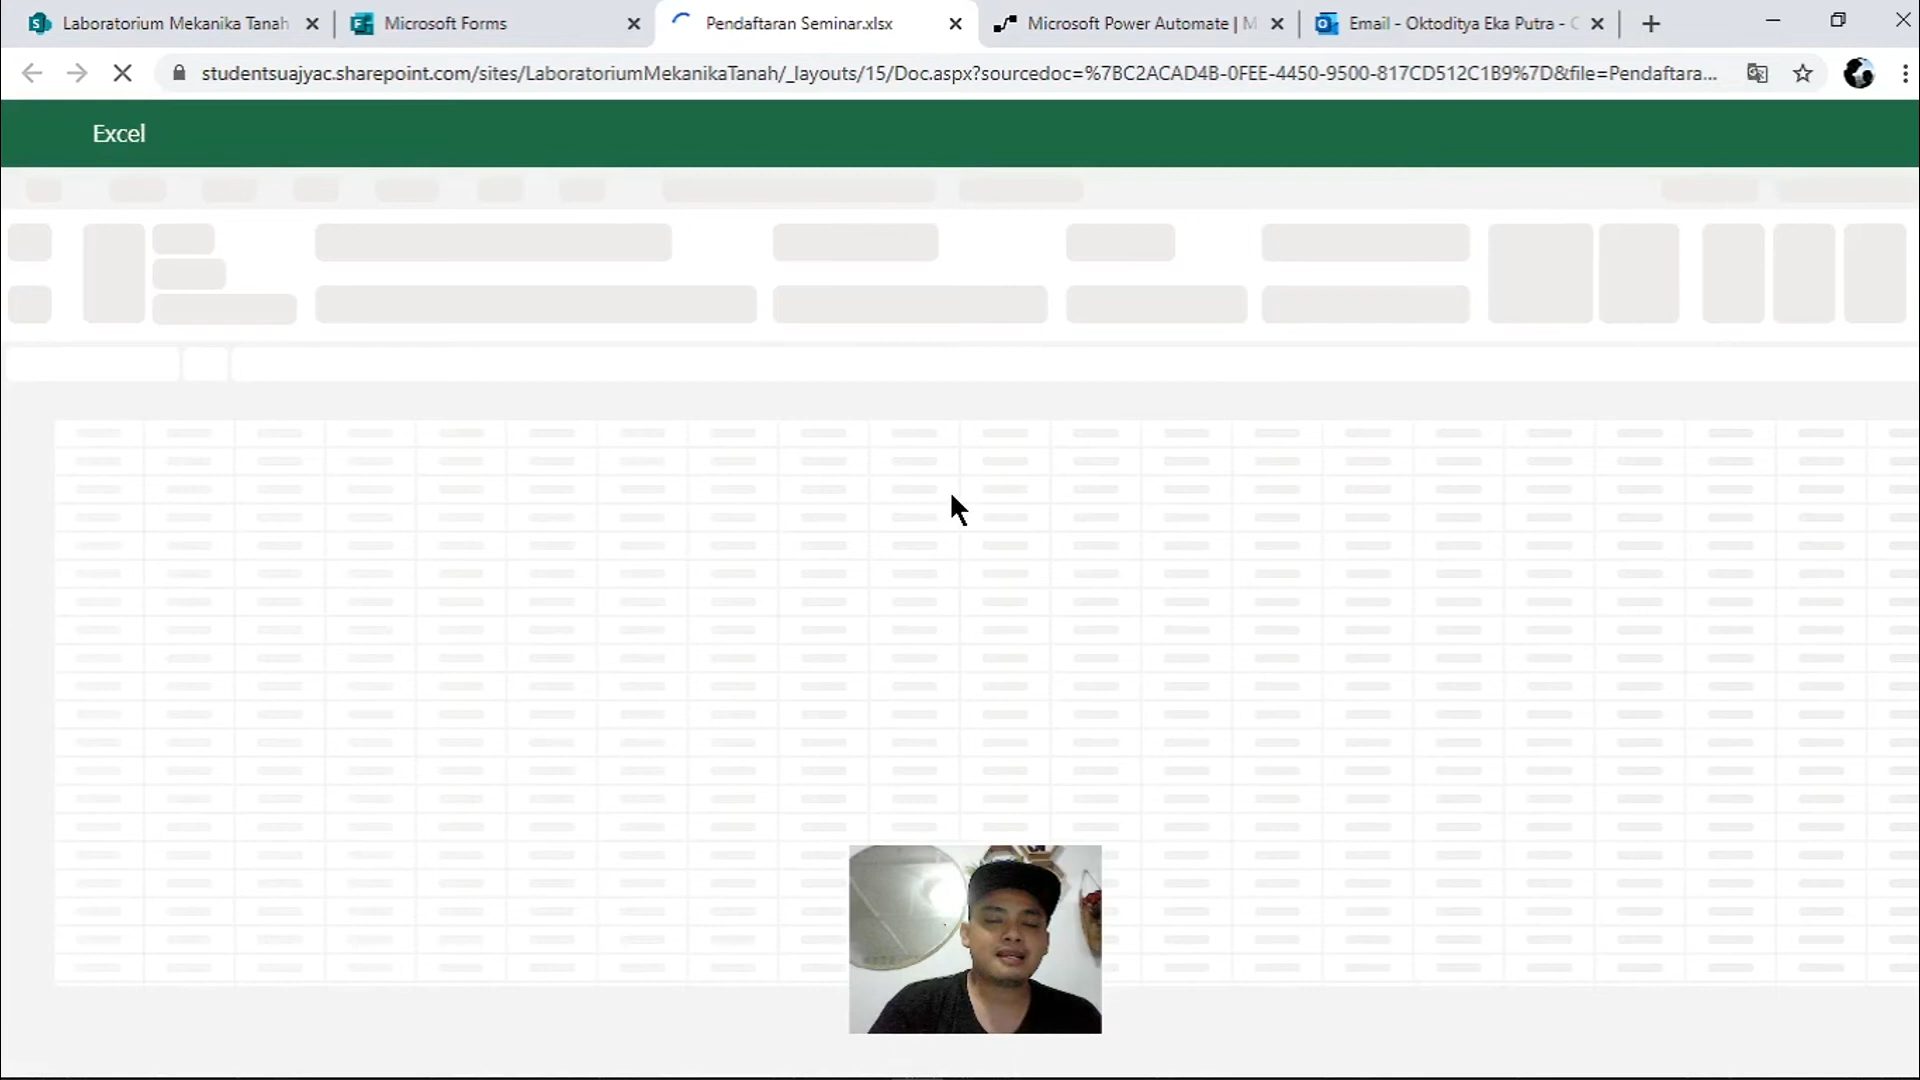 Laboratorium Mekanika Tanah
Microsoft Forms
Pendaftaran Seminar.xlsx
Microsoft Power Automate | M
Email - Oktoditya Eka Putra -
studentsuajyac.sharepoint.com/sites/LaboratoriumMekanikaTanah/_layouts/15/Doc.aspx?sourcedoc=%7BC2ACAD4B-0FEE-4450-9500-817CD512C1B9%7D&file=Pendaftara...
Excel